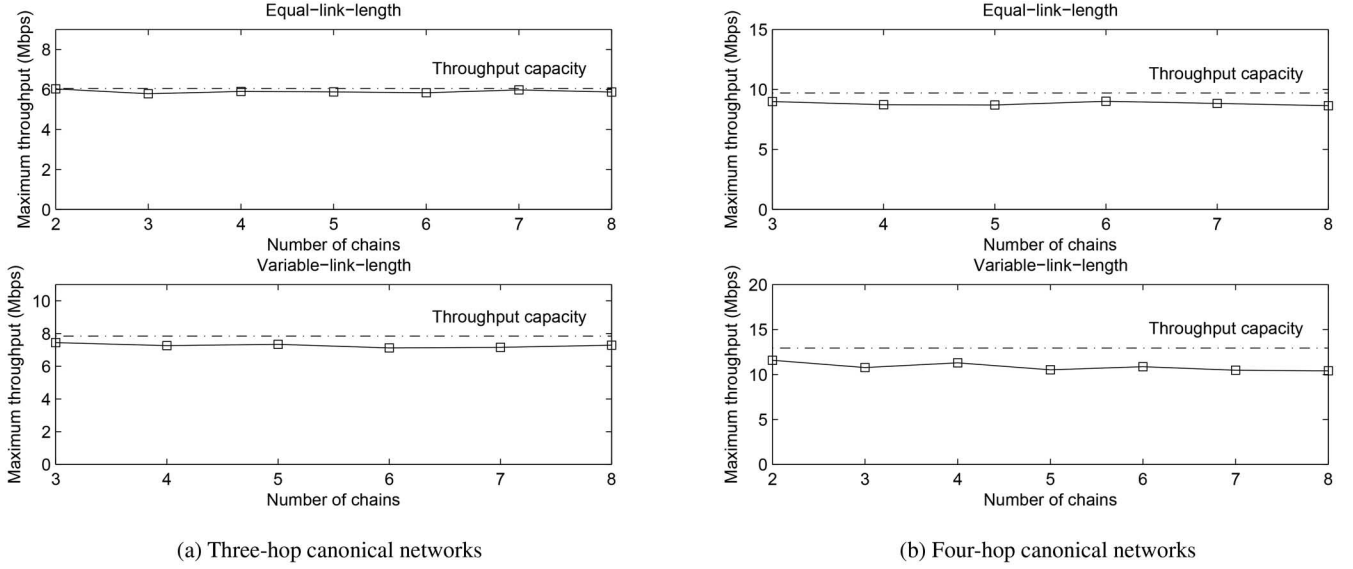 Equal−link−length
Maximum throughput (Mbps)
8
6
4
2
0
Throughput capacity
2 3 4 5 6 7 8
Number of chains
Variable−link−length
Maximum throughput (Mbps)
10
8
6
4
2
0
Throughput capacity
3 4 5 6 7 8
Number of chains
(a) Three-hop canonical networks
Equal−link−length
Maximum throughput (Mbps)
15
10
5
0
Throughput capacity
3 4 5 6 7 8
Number of chains
Variable−link−length
Maximum throughput (Mbps)
20
15
10
5
0
Throughput capacity
2 3 4 5 6 7 8
Number of chains
(b) Four-hop canonical networks